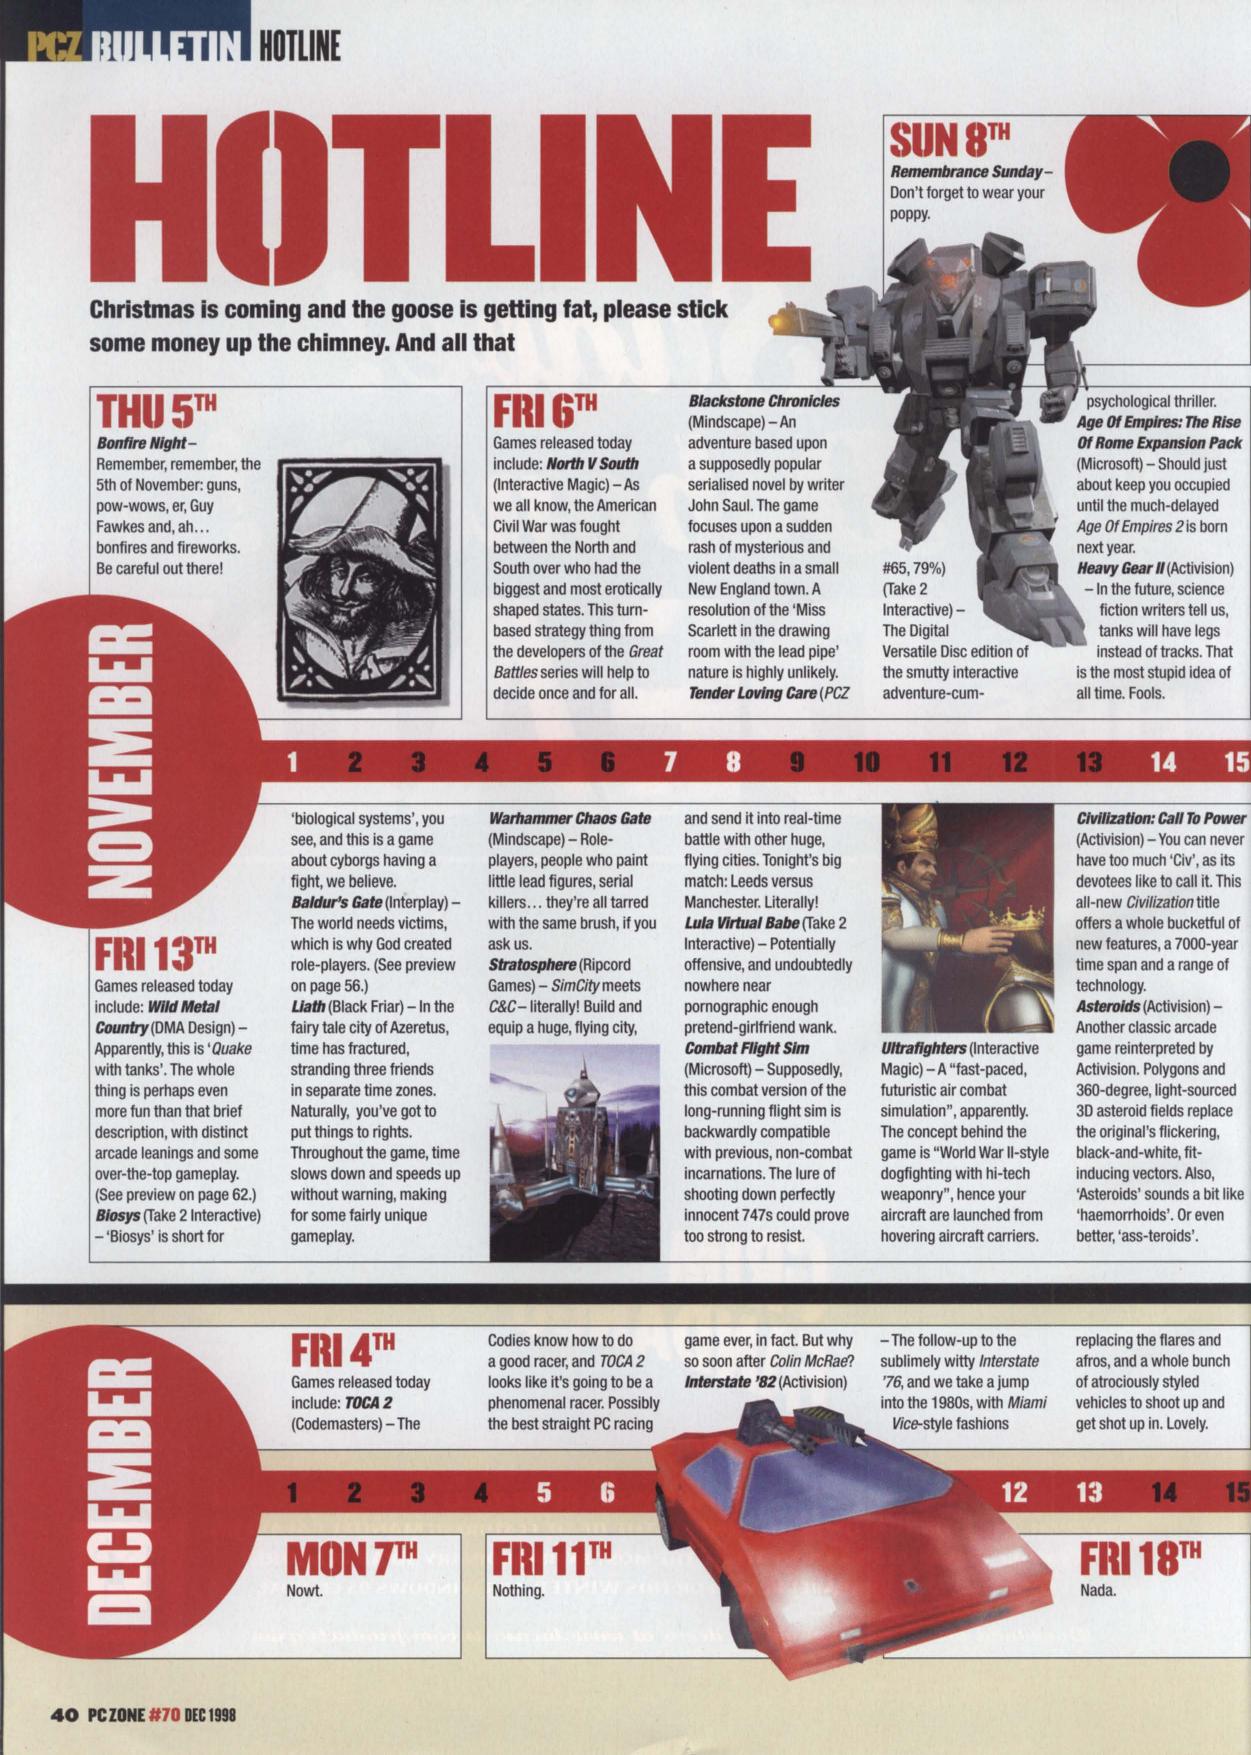 PCZ BULLETIN HOTLINE
HOTLINE
Christmas is coming and the goose is getting fat, please stick
some money up the chimney. And all that
SUN 8TH
Remembrance Sunday –
Don't forget to wear your
poppy.
THU 5TH
Bonfire Night –
Remember, remember, the
5th of November: guns,
pow-wows, er, Guy
Fawkes and, ah...
bonfires and fireworks.
Be careful out there!
FRI 6TH
Games released today
include: North V South
(Interactive Magic) – As
we all know, the American
Civil War was fought
between the North and
South over who had the
biggest and most erotically
shaped states. This turn-
based strategy thing from
the developers of the Great
Battles series will help to
decide once and for all.
Blackstone Chronicles
(Mindscape) – An
adventure based upon
a supposedly popular
serialised novel by writer
John Saul. The game
focuses upon a sudden
rash of mysterious and
violent deaths in a small
New England town. A
resolution of the 'Miss
Scarlett in the drawing
room with the lead pipe'
nature is highly unlikely.
Tender Loving Care (PCZ
#65, 79%)
(Take 2
Interactive) –
The Digital
Versatile Disc edition of
the smutty interactive
adventure-cum-
psychological thriller.
Age Of Empires: The Rise
Of Rome Expansion Pack
(Microsoft) – Should just
about keep you occupied
until the much-delayed
Age Of Empires 2 is born
next year.
Heavy Gear II (Activision)
– In the future, science
fiction writers tell us,
tanks will have legs
instead of tracks. That
is the most stupid idea of
all time. Fools.
NOVEMBER
1 2 3 4 5 6 7 8 9 10 11 12 13 14 15
FRI 13TH
Games released today
include: Wild Metal
Country (DMA Design) –
Apparently, this is 'Quake
with tanks'. The whole
thing is perhaps even
more fun than that brief
description, with distinct
arcade leanings and some
over-the-top gameplay.
(See preview on page 62.)
Biosys (Take 2 Interactive)
– 'Biosys' is short for
'biological systems', you
see, and this is a game
about cyborgs having a
fight, we believe.
Baldur's Gate (Interplay) –
The world needs victims,
which is why God created
role-players. (See preview
on page 56.)
Liath (Black Friar) – In the
fairy tale city of Azeretus,
time has fractured,
stranding three friends
in separate time zones.
Naturally, you've got to
put things to rights.
Throughout the game, time
slows down and speeds up
without warning, making
for some fairly unique
gameplay.
Warhammer Chaos Gate
(Mindscape) – Role-
players, people who paint
little lead figures, serial
killers... they're all tarred
with the same brush, if you
ask us.
Stratosphere (Ripcord
Games) – SimCity meets
C&C – literally! Build and
equip a huge, flying city,
and send it into real-time
battle with other huge,
flying cities. Tonight's big
match: Leeds versus
Manchester. Literally!
Lula Virtual Babe (Take 2
Interactive) – Potentially
offensive, and undoubtedly
nowhere near
pornographic enough
pretend-girlfriend wank.
Combat Flight Sim
(Microsoft) – Supposedly,
this combat version of the
long-running flight sim is
backwardly compatible
with previous, non-combat
incarnations. The lure of
shooting down perfectly
innocent 747s could prove
too strong to resist.
Ultrafighters (Interactive
Magic) – A "fast-paced,
futuristic air combat
simulation", apparently.
The concept behind the
game is "World War II-style
dogfighting with hi-tech
weaponry", hence your
aircraft are launched from
hovering aircraft carriers.
Civilization: Call To Power
(Activision) – You can never
have too much 'Civ', as its
devotees like to call it. This
all-new Civilization title
offers a whole bucketful of
new features, a 7000-year
time span and a range of
technology.
Asteroids (Activision) –
Another classic arcade
game reinterpreted by
Activision. Polygons and
360-degree, light-sourced
3D asteroid fields replace
the original's flickering,
black-and-white, fit-
inducing vectors. Also,
'Asteroids' sounds a bit like
'haemorrhoids'. Or even
better, 'ass-teroids'.
DECEMBER
FRI 4TH
Games released today
include: TOCA 2
(Codemasters) – The
Codies know how to do
a good racer, and TOCA 2
looks like it's going to be a
phenomenal racer. Possibly
the best straight PC racing
game ever, in fact. But why
so soon after Colin McRae?
Interstate '82 (Activision)
– The follow-up to the
sublimely witty Interstate
'76, and we take a jump
into the 1980s, with Miami
Vice-style fashions
replacing the flares and
afros, and a whole bunch
of atrociously styled
vehicles to shoot up and
get shot up in. Lovely.
1 2 3 4 5 6 12 13 14 15
MON 7TH
Nowt.
FRI 11TH
Nothing.
FRI 18TH
Nada.
40 PC ZONE #70 DEC 1998